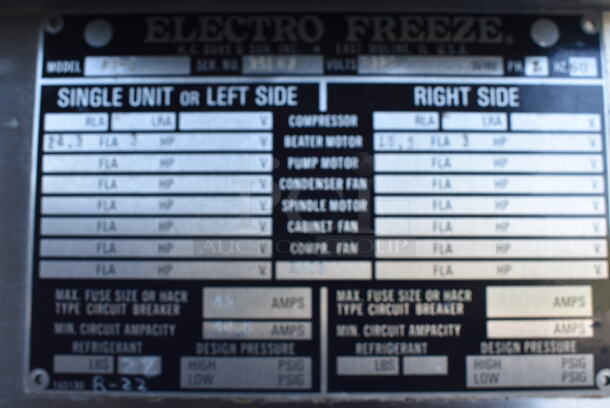 ELECTRO FREEZE®
H.C. DUKE & SON, INC. ★ EAST MOLINE, IL U.S.A.
MODEL SER. NO VOLTS WIRE PH. HZ 60
SINGLE UNIT OR LEFT SIDE RIGHT SIDE
RLA LRA V COMPRESSOR RLA LRA V
FLA 3 HP V BEATER MOTOR FLA 3 HP V
FLA HP V PUMP MOTOR FLA HP V
FLA HP V CONDENSER FAN FLA HP V
FLA HP V SPINDLE MOTOR FLA HP V
FLA HP V CABINET FAN FLA HP V
FLA HP V COMPR. FAN FLA HP V
FLA HP V FLA HP V
MAX. FUSE SIZE OR HACR TYPE CIRCUIT BREAKER AMPS MAX. FUSE SIZE OR HACR TYPE CIRCUIT BREAKER AMPS
MIN. CIRCUIT AMPACITY AMPS MIN. CIRCUIT AMPACITY AMPS
REFRIGERANT DESIGN PRESSURE REFRIGERANT DESIGN PRESSURE
LBS HIGH PSIG LBS HIGH PSIG
LOW PSIG LOW PSIG
R-22
AUCTION GROUP